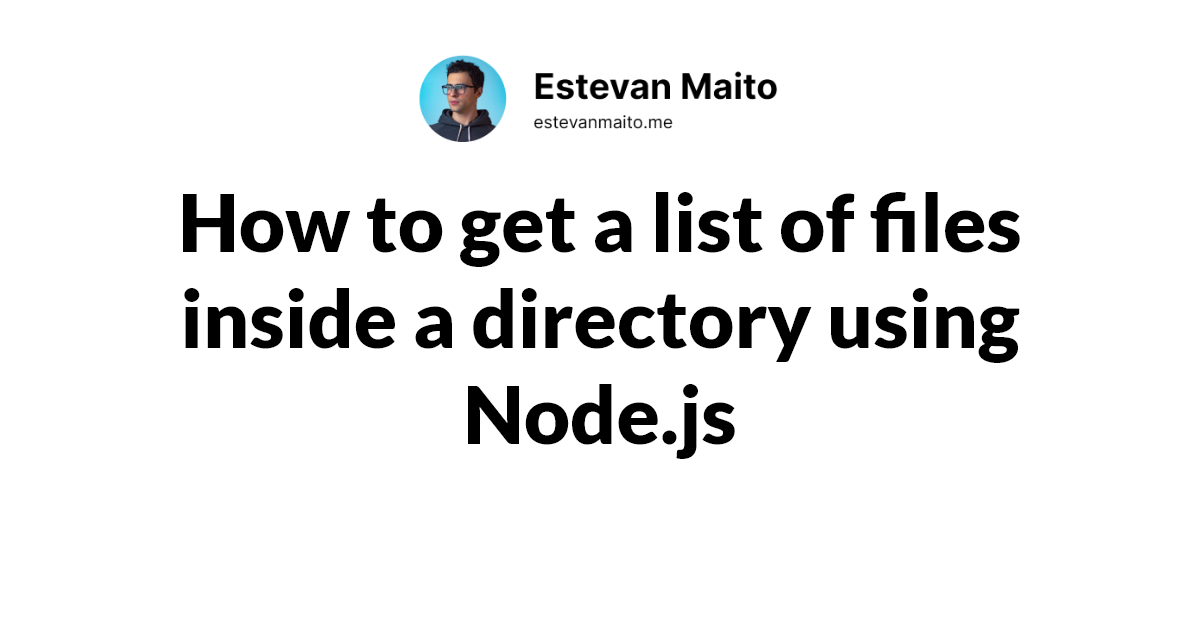 Estevan Maito
estevanmaito.me
How to get a list of files
inside a directory using
Node.js